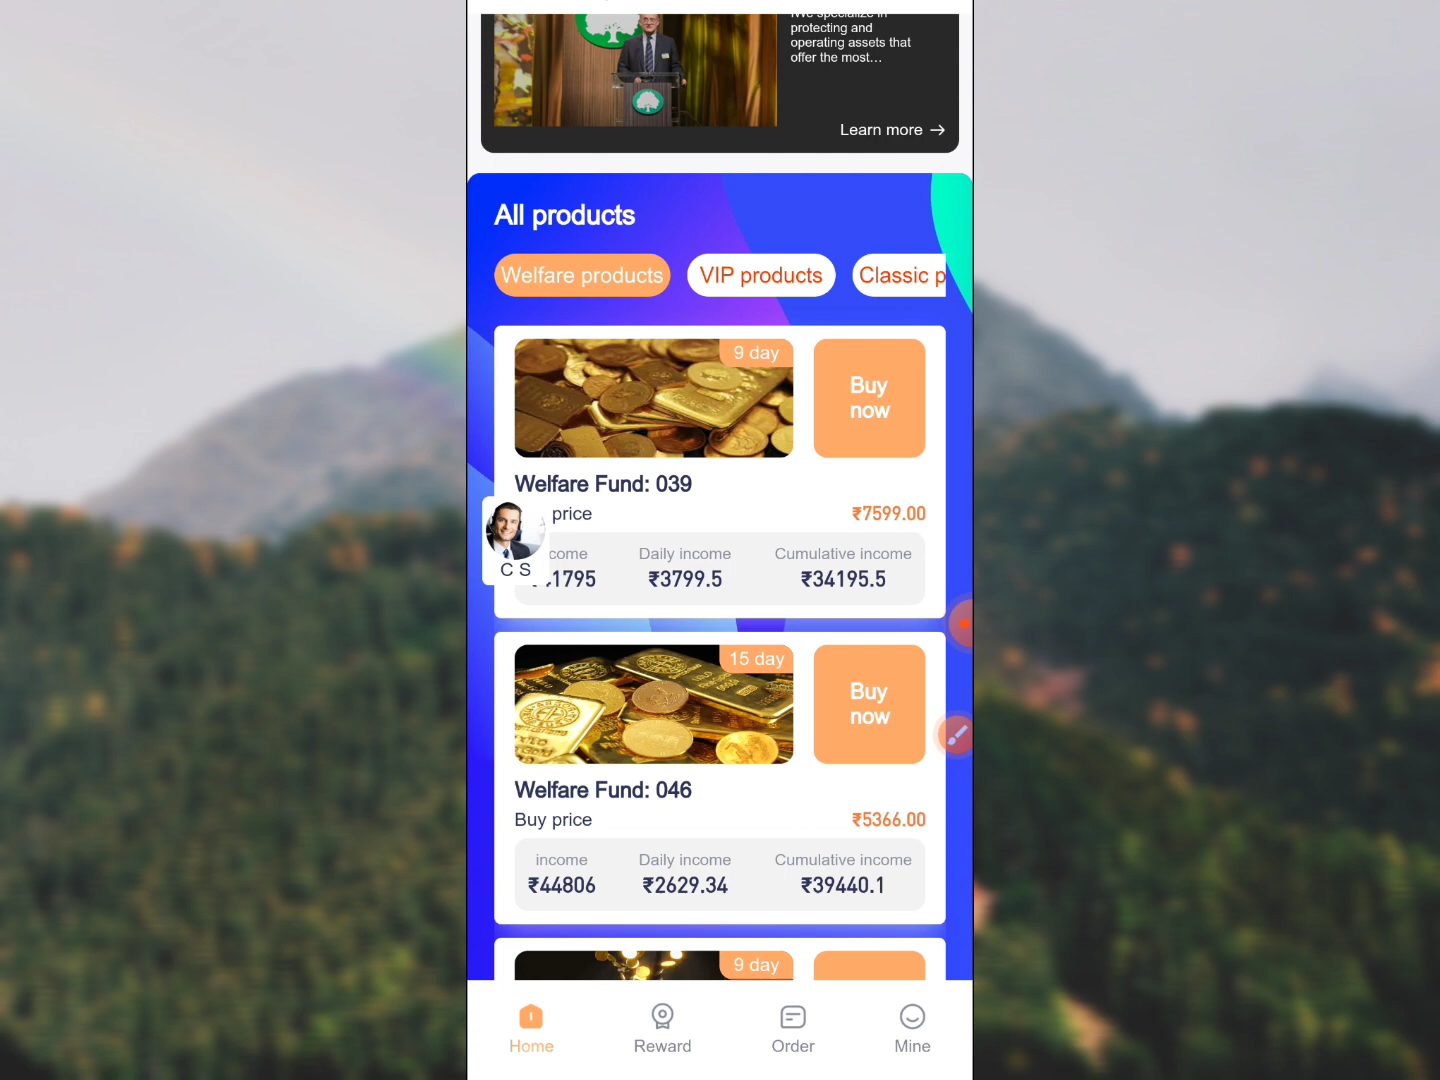 protecting and
operating assets that
offer the most...
Learn more
All products
Welfare products
VIP products
Classic p
9 day
Buy
now
Welfare Fund: 039
price
₹7599.00
come
Daily income
Cumulative income
1795
₹3799.5
₹34195.5
C S
15 day
Buy
now
Welfare Fund: 046
Buy price
₹5366.00
income
Daily income
Cumulative income
₹44806
₹2629.34
₹39440.1
9 day
Home
Reward
Order
Mine